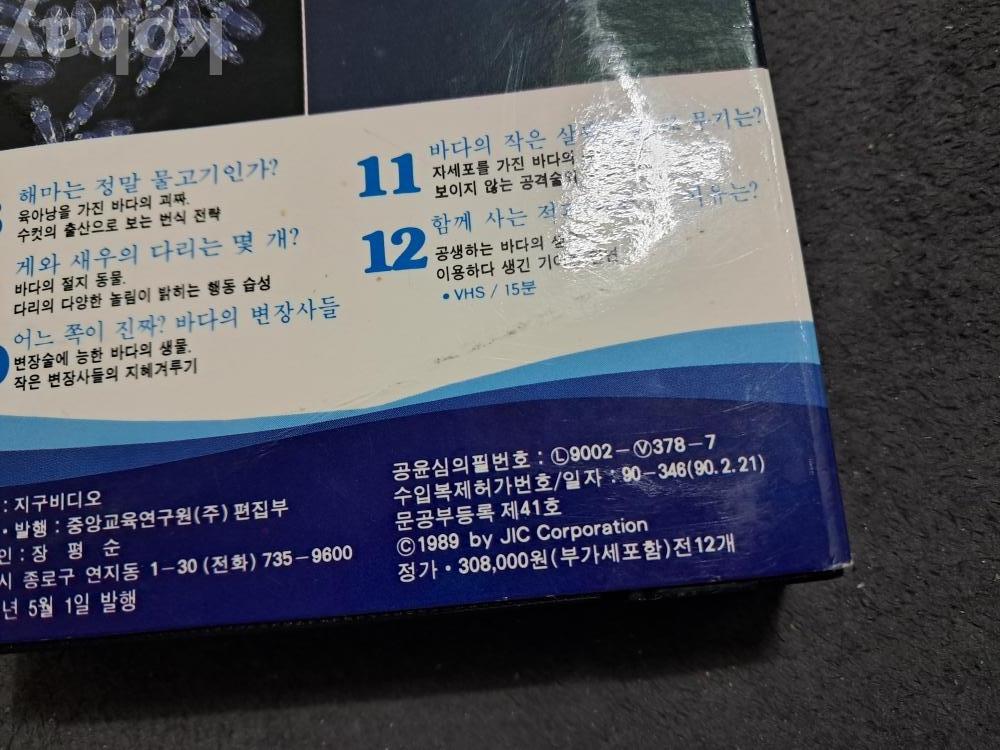 kobay
해마는 정말 물고기인가?
육아낭을 가진 바다의 괴짜.
수컷의 출산으로 보는 번식 전략
게와 새우의 다리는 몇 개?
바다의 절지 동물.
다리의 다양한 놀림이 밝히는 행동 습성
어느 쪽이 진짜? 바다의 변장사들
변장술에 능한 바다의 생물.
작은 변장사들의 지혜겨루기
11 바다의 작은 무기는?
자세포를 가진 바다의
보이지 않는 공격술의
12 함께 사는
공생하는 바다의
이용하다 생긴
• VHS / 15분
: 지구비디오
· 발행 : 중앙교육연구원(주) 편집부
인 : 장 평 순
시 종로구 연지동 1-30 (전화) 735-9600
년 5월 1일 발행
공윤심의필번호 : Ⓛ9002-Ⓥ378-7
수입복제허가번호/일자 : 90-346(90.2.21)
문공부등록 제41호
©1989 by JIC Corporation
정가 · 308,000원(부가세포함)전12개